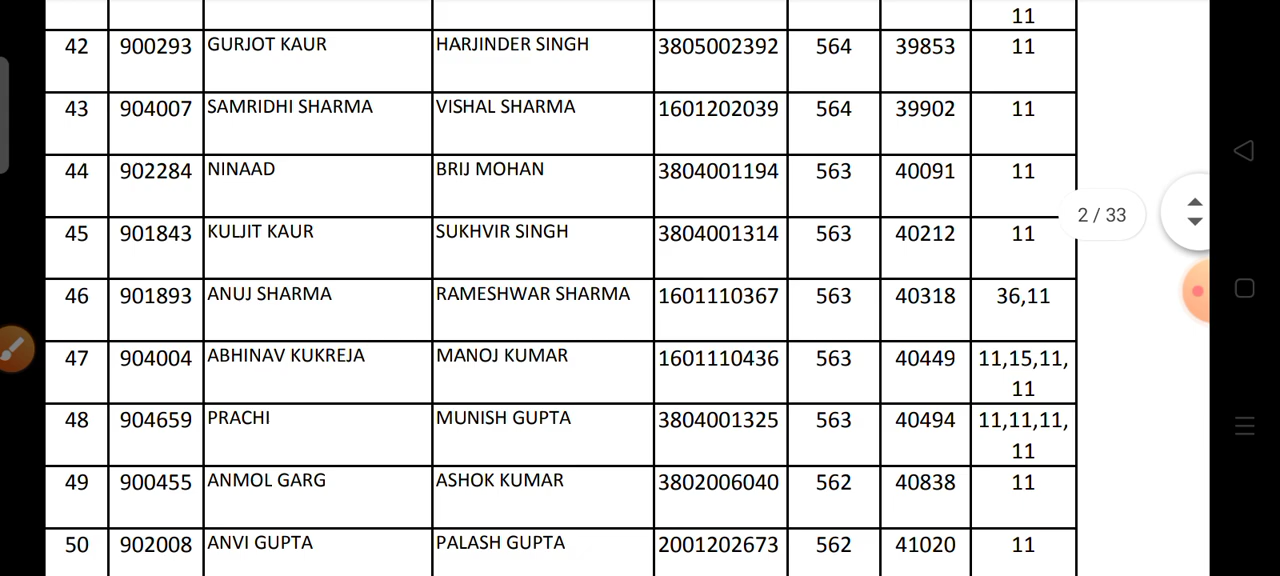 11
42 900293 GURJOT KAUR HARJINDER SINGH 3805002392 564 39853 11
43 904007 SAMRIDHI SHARMA VISHAL SHARMA 1601202039 564 39902 11
44 902284 NINAAD BRIJ MOHAN 3804001194 563 40091 11
2 / 33
45 901843 KULJIT KAUR SUKHVIR SINGH 3804001314 563 40212 11
46 901893 ANUJ SHARMA RAMESHWAR SHARMA 1601110367 563 40318 36,11
47 904004 ABHINAV KUKREJA MANOJ KUMAR 1601110436 563 40449 11,15,11,
11
48 904659 PRACHI MUNISH GUPTA 3804001325 563 40494 11,11,11,
11
49 900455 ANMOL GARG ASHOK KUMAR 3802006040 562 40838 11
50 902008 ANVI GUPTA PALASH GUPTA 2001202673 562 41020 11